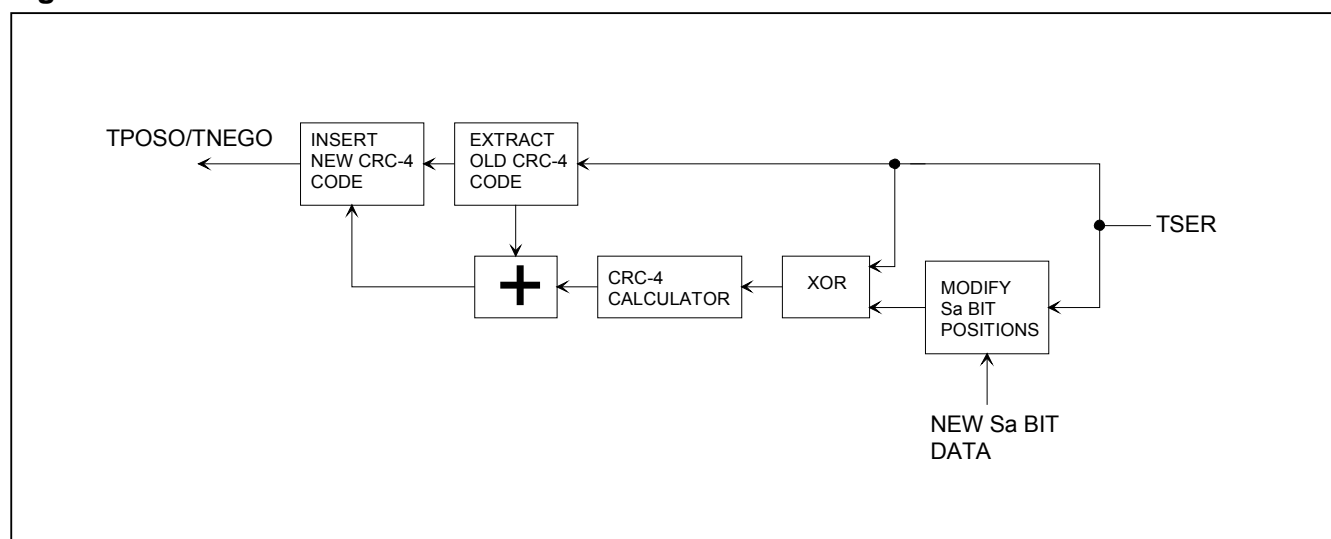 TPOSO/TNEGO
INSERT
NEW CRC-4
CODE
EXTRACT
OLD CRC-4
CODE
TSER
+
CRC-4
CALCULATOR
XOR
MODIFY
Sa BIT
POSITIONS
NEW Sa BIT
DATA